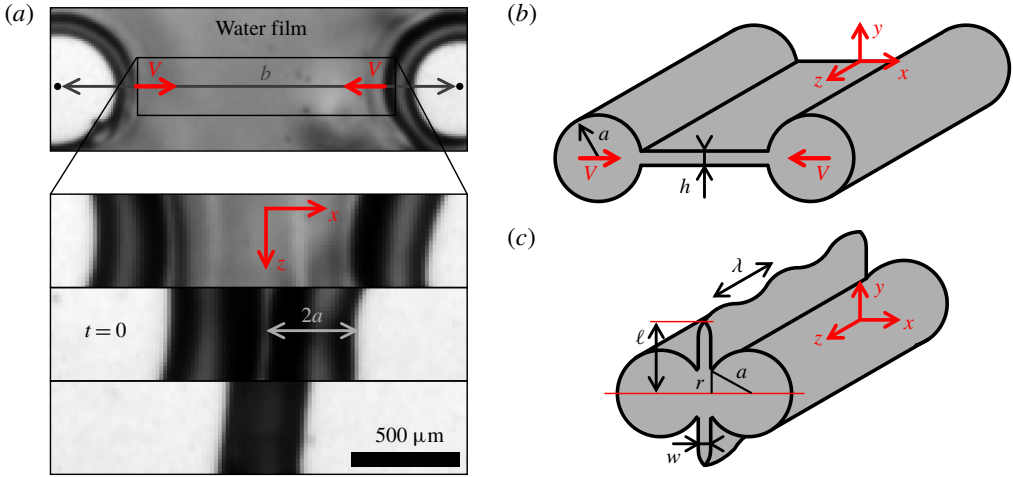 (a)
Water film
V
b
V
x
z
t = 0
2a
500 μm
(b)
y
x
z
a
V
V
h
(c)
λ
y
x
z
ℓ
r
a
w